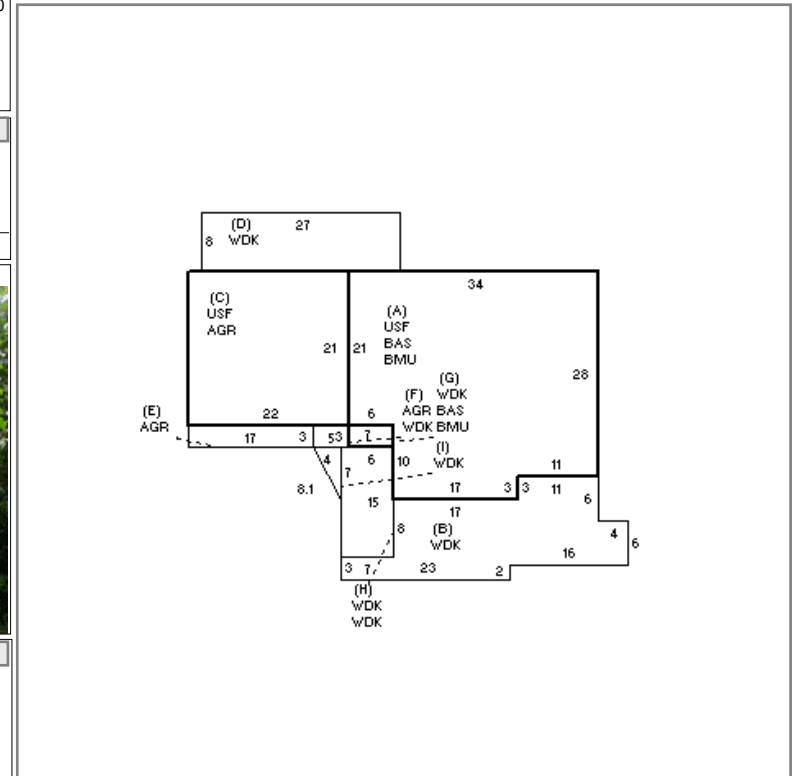 (D) 27
8 WDK
34
(C)
USF
AGR
(A)
USF
BAS
BMU
21 21
28
(G)
(F) WDK
AGR BAS
WDK BMU
(E)
AGR
22 6
17 3 5 3 7
(I)
WDK
4 7 6 10
11
8.1
17 3 3 11
15 17 6
8 (B)
WDK
4 6
16
3 7 23 2
(H)
WDK
WDK